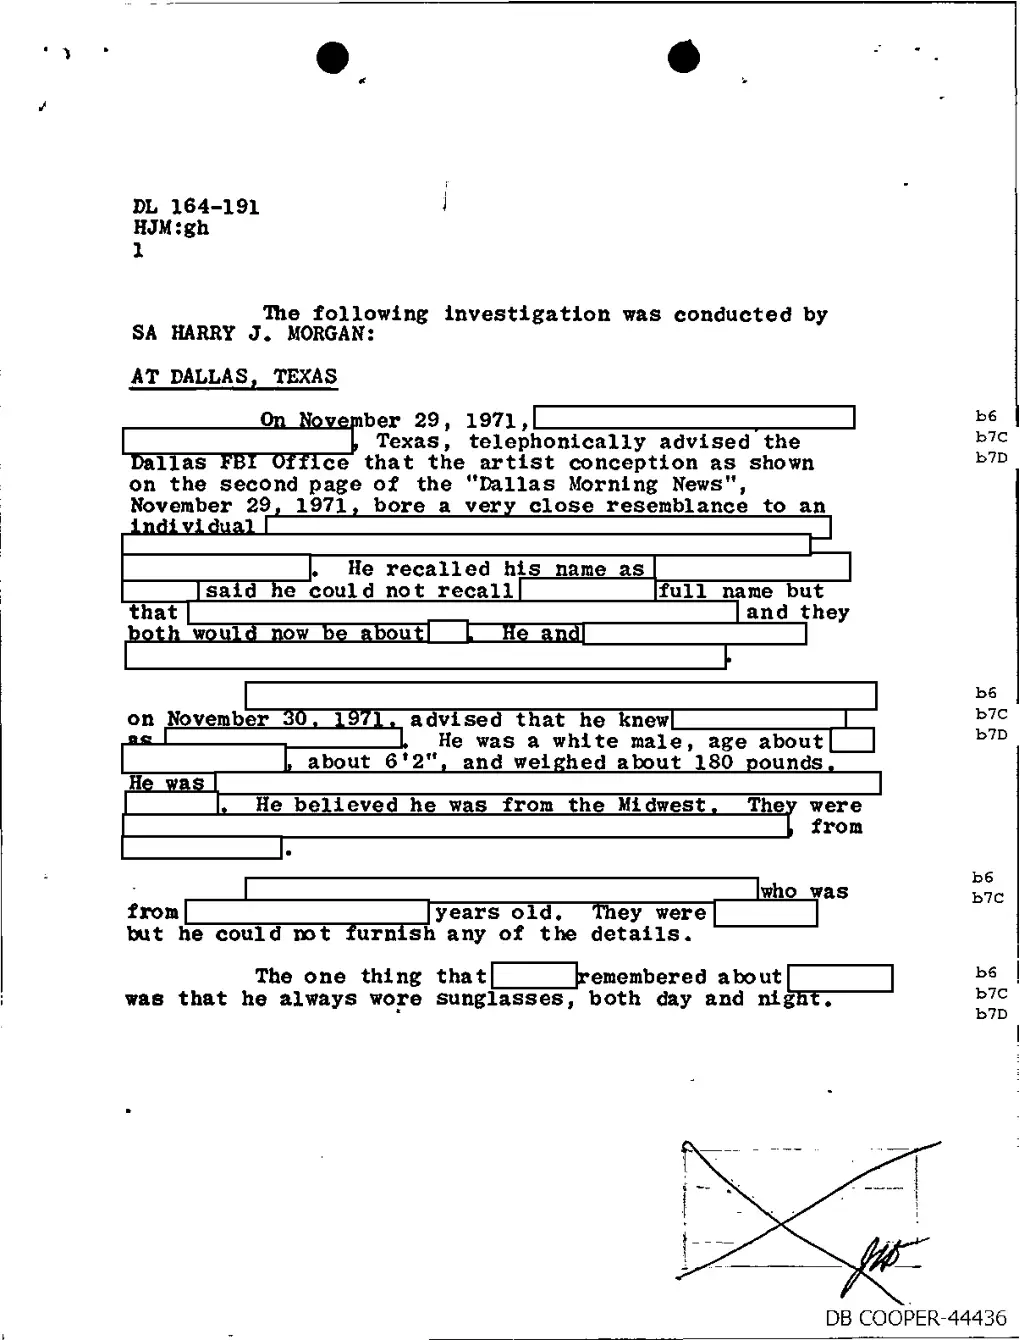 DL 164-191
HJM:gh
1
The following investigation was conducted by
SA HARRY J. MORGAN:
AT DALLAS, TEXAS
On November 29, 1971, b6
, Texas, telephonically advised the b7C
Dallas FBI Office that the artist conception as shown b7D
on the second page of the "Dallas Morning News",
November 29, 1971, bore a very close resemblance to an
individual
. He recalled his name as
said he could not recall full name but
that and they
both would now be about . He and
.
b6
on November 30, 1971, advised that he knew b7C
as . He was a white male, age about b7D
, about 6'2", and weighed about 180 pounds.
He was
. He believed he was from the Midwest. They were
, from
.
b6
who was b7C
from years old. They were
but he could not furnish any of the details.
The one thing that remembered about b6
was that he always wore sunglasses, both day and night. b7C
b7D
DB COOPER-44436